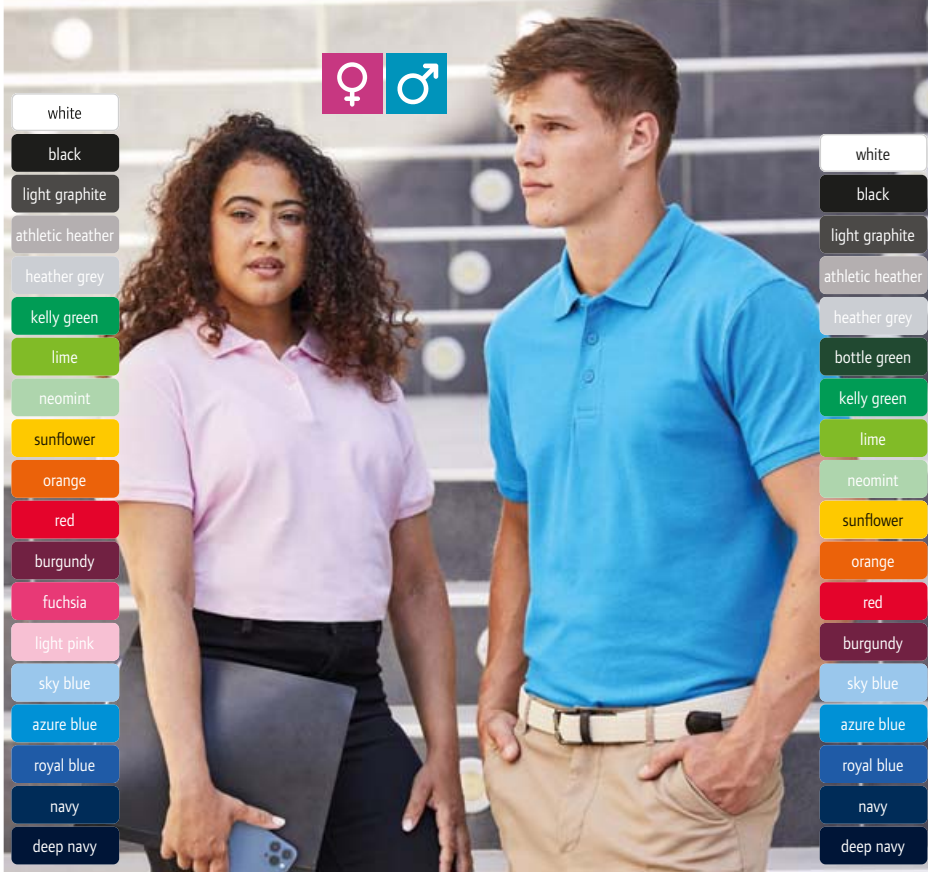 white
black
light graphite
athletic heather
heather grey
kelly green
lime
neomint
sunflower
orange
red
burgundy
fuchsia
light pink
sky blue
azure blue
royal blue
navy
deep navy
white
black
light graphite
athletic heather
heather grey
bottle green
kelly green
lime
neomint
sunflower
orange
red
burgundy
sky blue
azure blue
royal blue
navy
deep navy